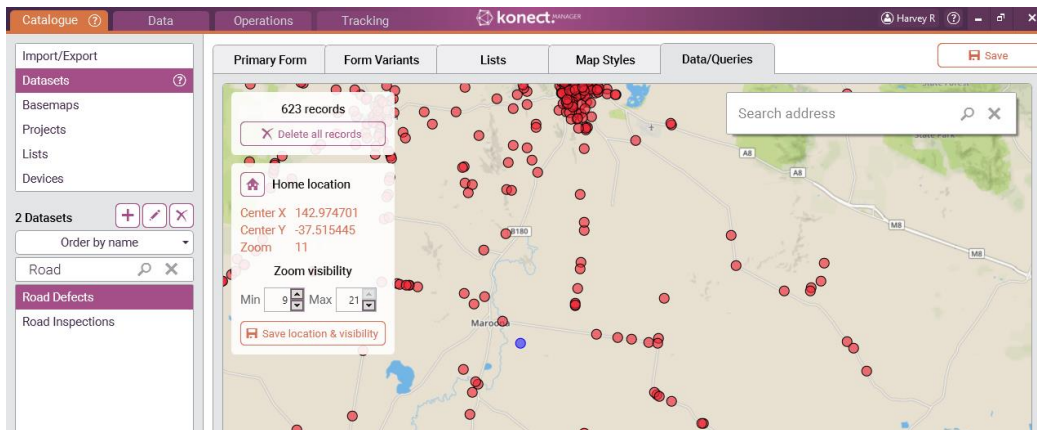 Catalogue ? Data Operations Tracking konect.MANAGER Harvey R ?
Import/Export
Datasets ?
Basemaps
Projects
Lists
Devices
2 Datasets
Order by name
Road
Road Defects
Road Inspections
Primary Form Form Variants Lists Map Styles Data/Queries Save
623 records
Delete all records
Home location
Center X 142.974701
Center Y -37.515445
Zoom 11
Zoom visibility
Min 9 Max 21
Save location & visibility
Search address
State Park
A8
A8
M8
M8
B180